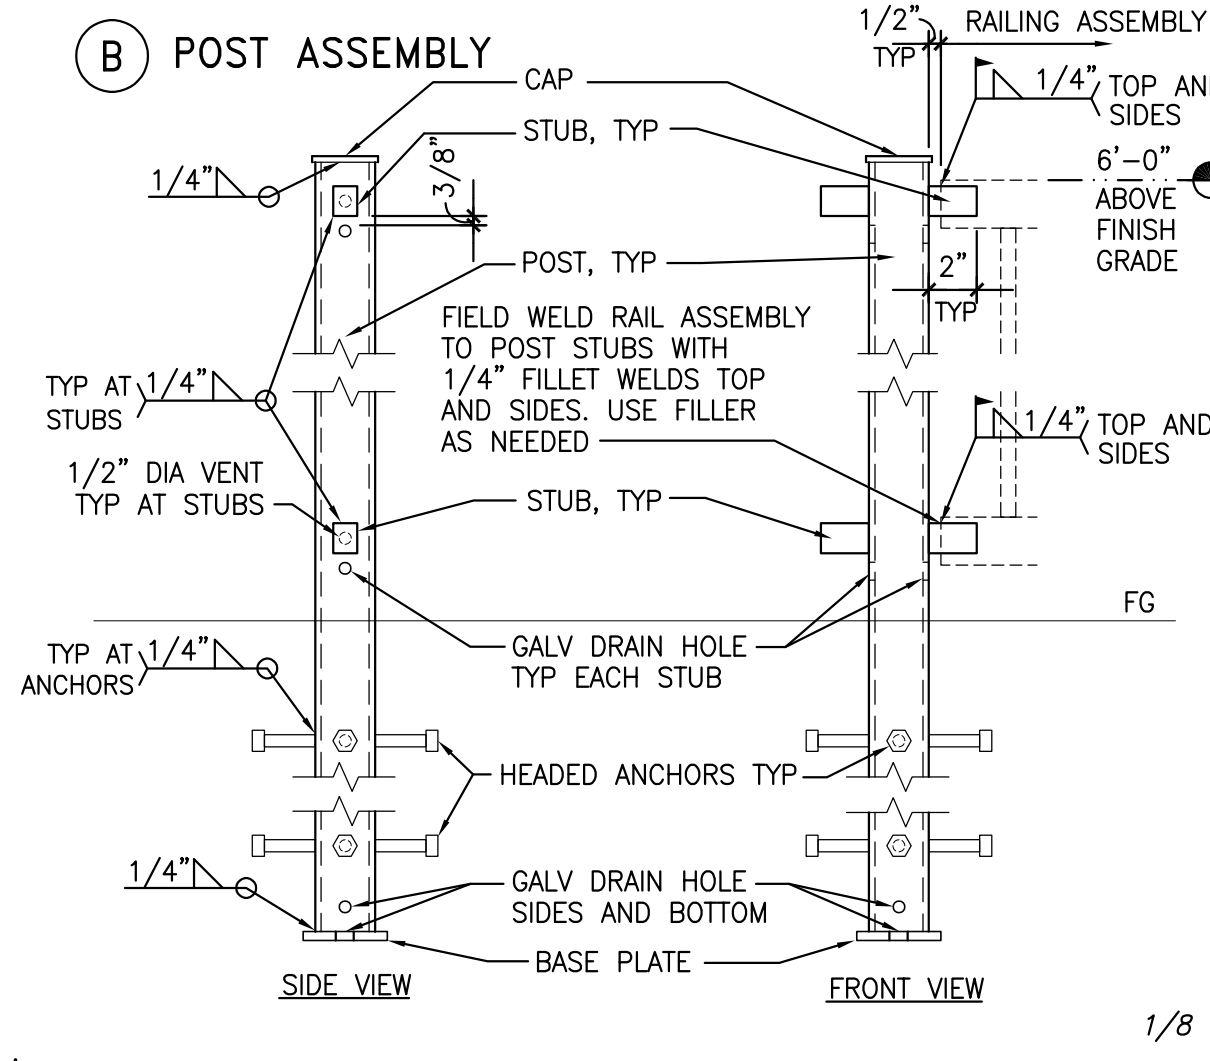 B POST ASSEMBLY
1/2" RAILING ASSEMBLY
TYP
CAP
1/4" TOP AND
SIDES
STUB, TYP
3/8"
6'-0"
1/4"
ABOVE
FINISH
GRADE
POST, TYP
2"
TYP
FIELD WELD RAIL ASSEMBLY
TO POST STUBS WITH
1/4" FILLET WELDS TOP
AND SIDES. USE FILLER
AS NEEDED
TYP AT 1/4"
STUBS
1/4" TOP AND
SIDES
1/2" DIA VENT
TYP AT STUBS
STUB, TYP
FG
GALV DRAIN HOLE
TYP EACH STUB
TYP AT 1/4"
ANCHORS
HEADED ANCHORS TYP
1/4"
GALV DRAIN HOLE
SIDES AND BOTTOM
BASE PLATE
SIDE VIEW
FRONT VIEW
1/8